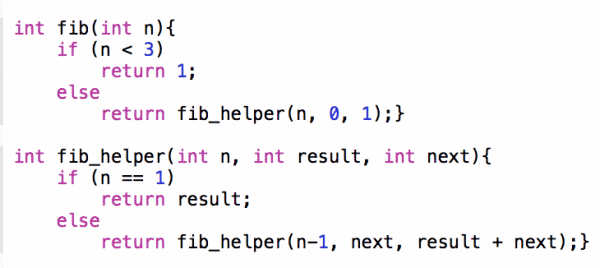 int fib(int n){
    if (n < 3)
        return 1;
    else
        return fib_helper(n, 0, 1);}
int fib_helper(int n, int result, int next){
    if (n == 1)
        return result;
    else
        return fib_helper(n-1, next, result + next);}